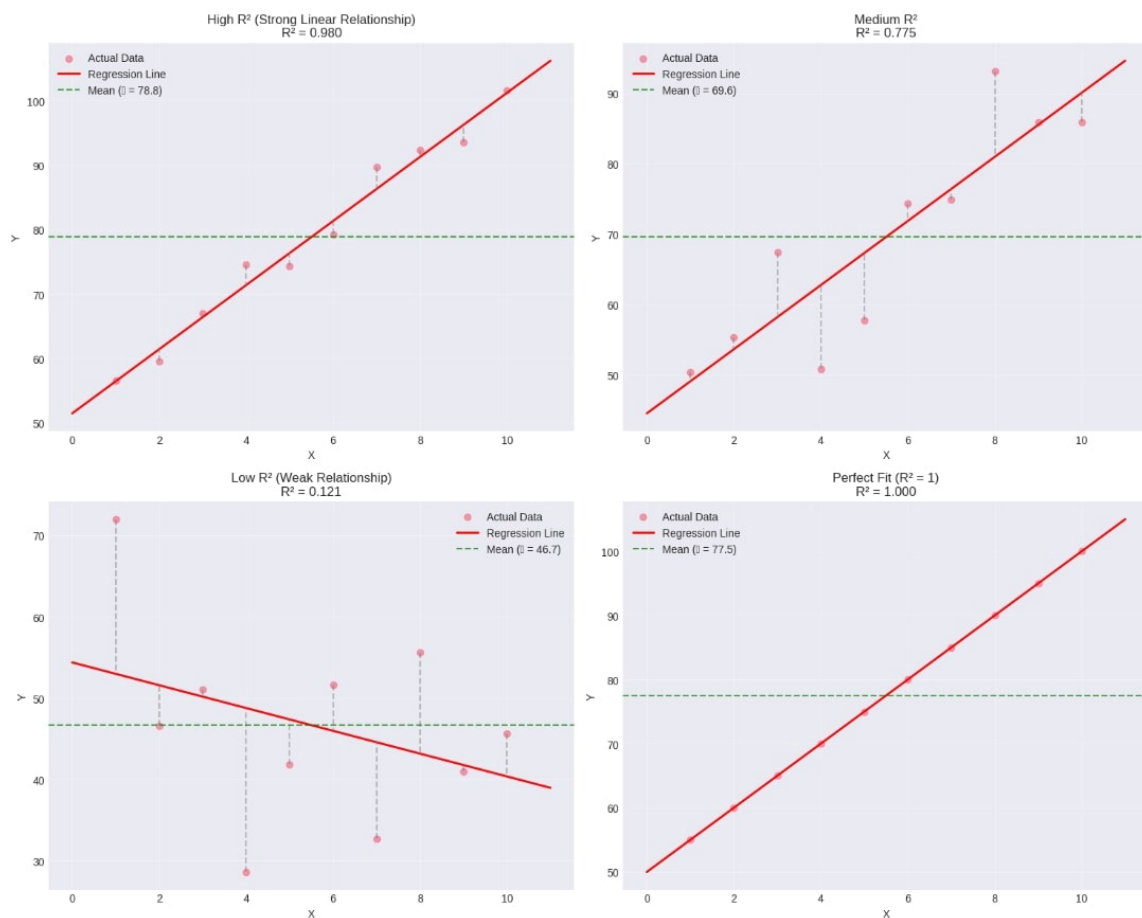 High R² (Strong Linear Relationship)
R² = 0.980
Actual Data
Regression Line
Mean (▯ = 78.8)
100
90
80
70
60
50
Y
0 2 4 6 8 10
X
Medium R²
R² = 0.775
Actual Data
Regression Line
Mean (▯ = 69.6)
90
80
70
60
50
Y
0 2 4 6 8 10
X
Low R² (Weak Relationship)
R² = 0.121
Actual Data
Regression Line
Mean (▯ = 46.7)
70
60
50
40
30
Y
0 2 4 6 8 10
X
Perfect Fit (R² = 1)
R² = 1.000
Actual Data
Regression Line
Mean (▯ = 77.5)
100
90
80
70
60
50
Y
0 2 4 6 8 10
X